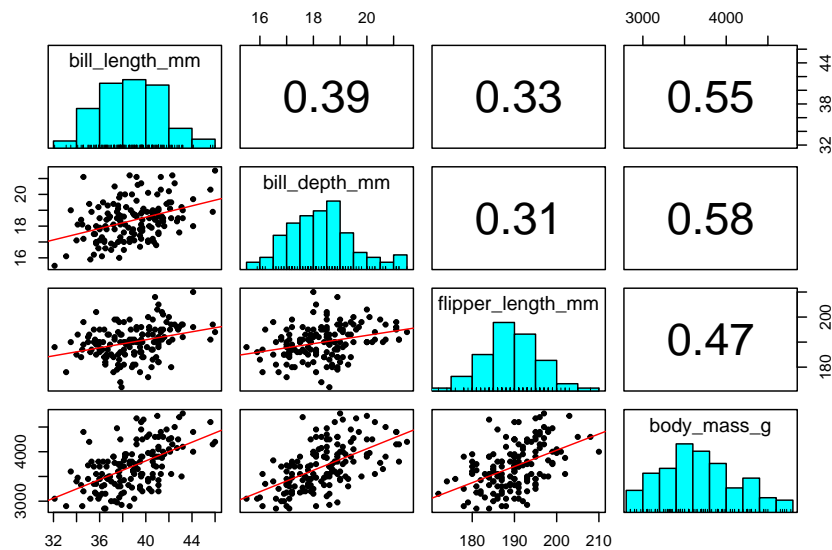 16 18 20
3000 4000
bill_length_mm
0.39
0.33
0.55
32 38 44
16 18 20
bill_depth_mm
0.31
0.58
flipper_length_mm
0.47
180 200
3000 4000
body_mass_g
32 36 40 44
180 190 200 210